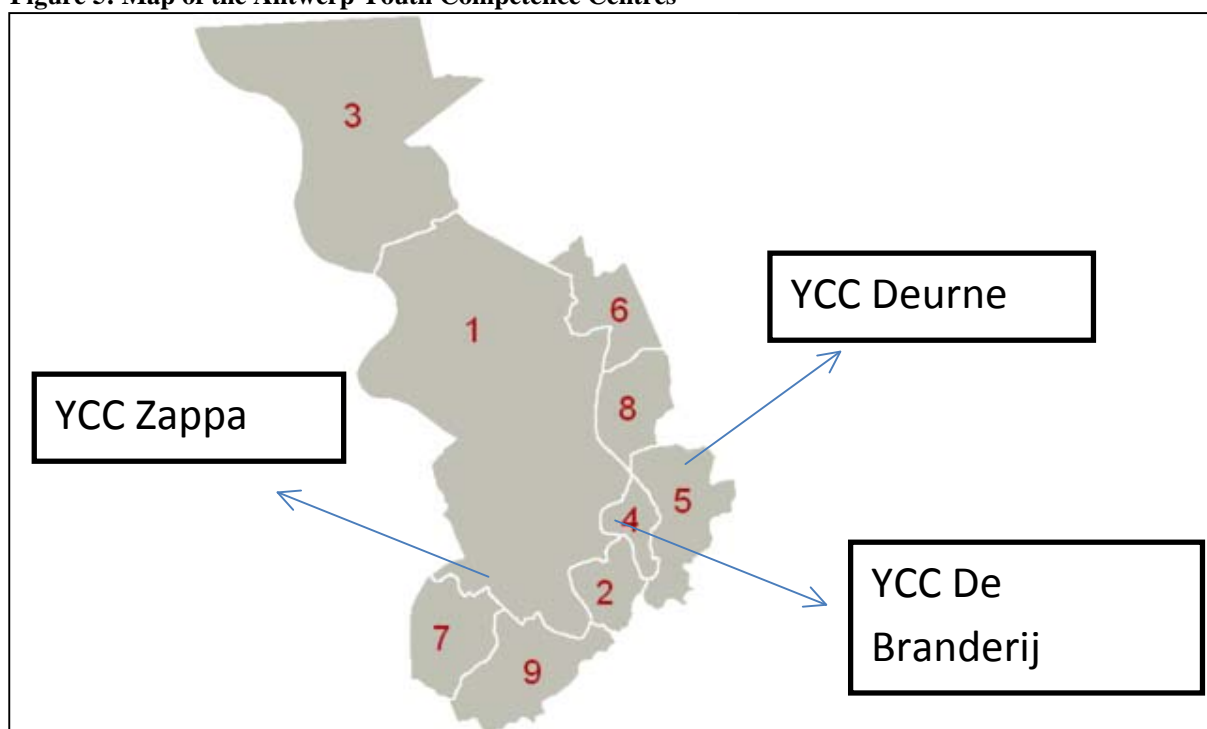 Figure 3: Map of the Antwerp Youth Competence Centres
3
1
6
YCC Deurne
8
YCC Zappa
5
4
2
YCC De
Branderij
7
9